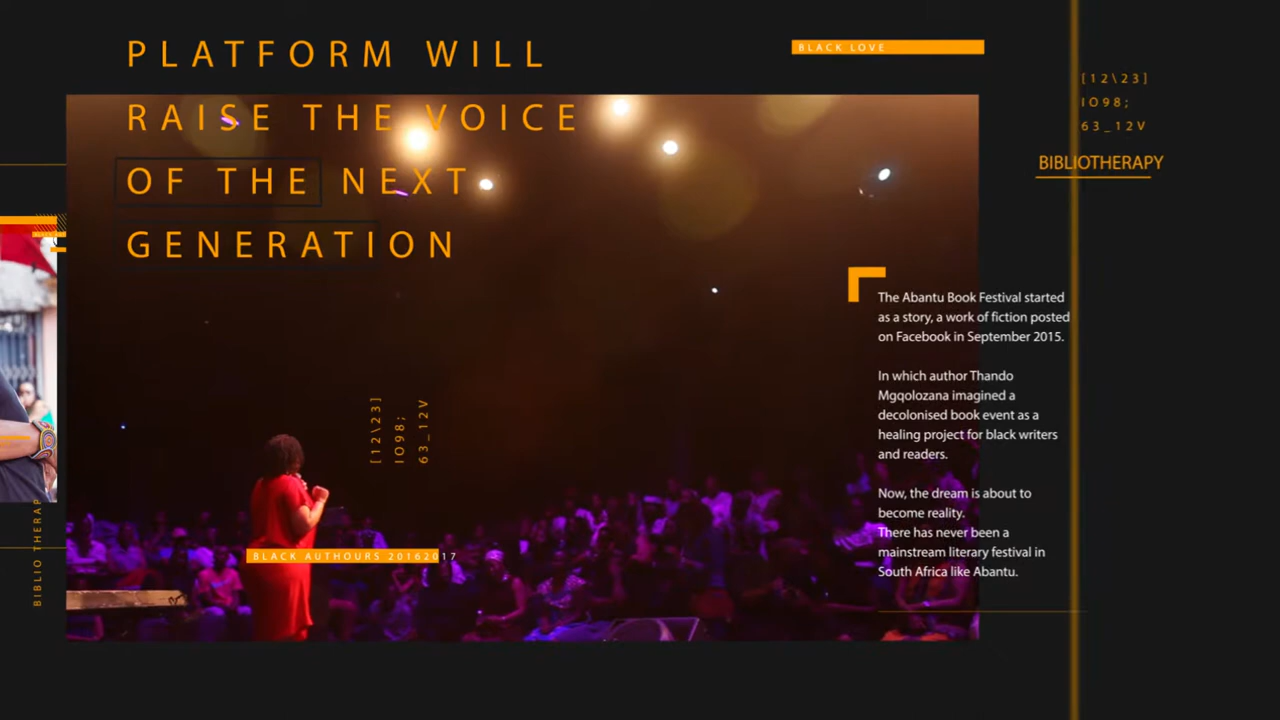 PLATFORM WILL
RAISE THE VOICE
OF THE NEXT
GENERATION
BLACK LOVE
[12\23]
IO98;
63_12V
BIBLIOTHERAPY
The Abantu Book Festival started
as a story, a work of fiction posted
on Facebook in September 2015.
In which author Thando
Mgqolozana imagined a
decolonised book event as a
healing project for black writers
and readers.
Now, the dream is about to
become reality.
There has never been a
mainstream literary festival in
South Africa like Abantu.
[12\23]
IO98;
63_12V
BLACK AUTHOURS 20162017
BIBLIO THERAP